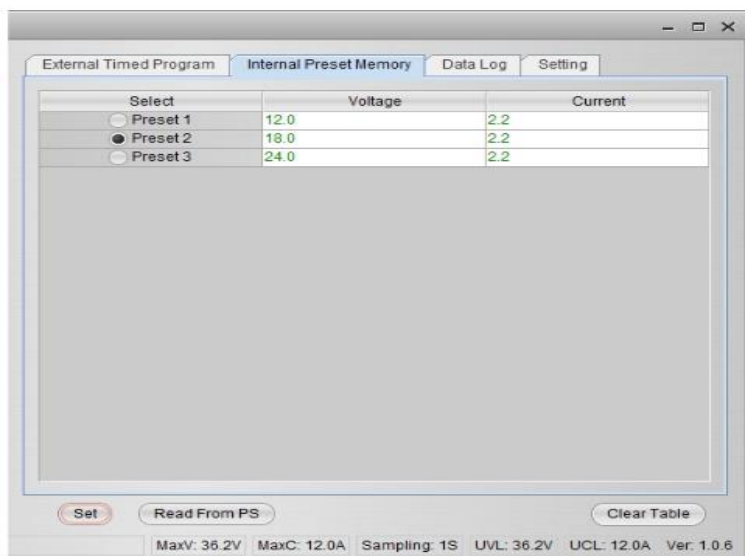 External Timed Program Internal Preset Memory Data Log Setting
Select Voltage Current
Preset 1 12.0 2.2
Preset 2 18.0 2.2
Preset 3 24.0 2.2
Set Read From PS Clear Table
MaxV: 36.2V MaxC: 12.0A Sampling: 1S UVL: 36.2V UCL: 12.0A Ver: 1.0.6